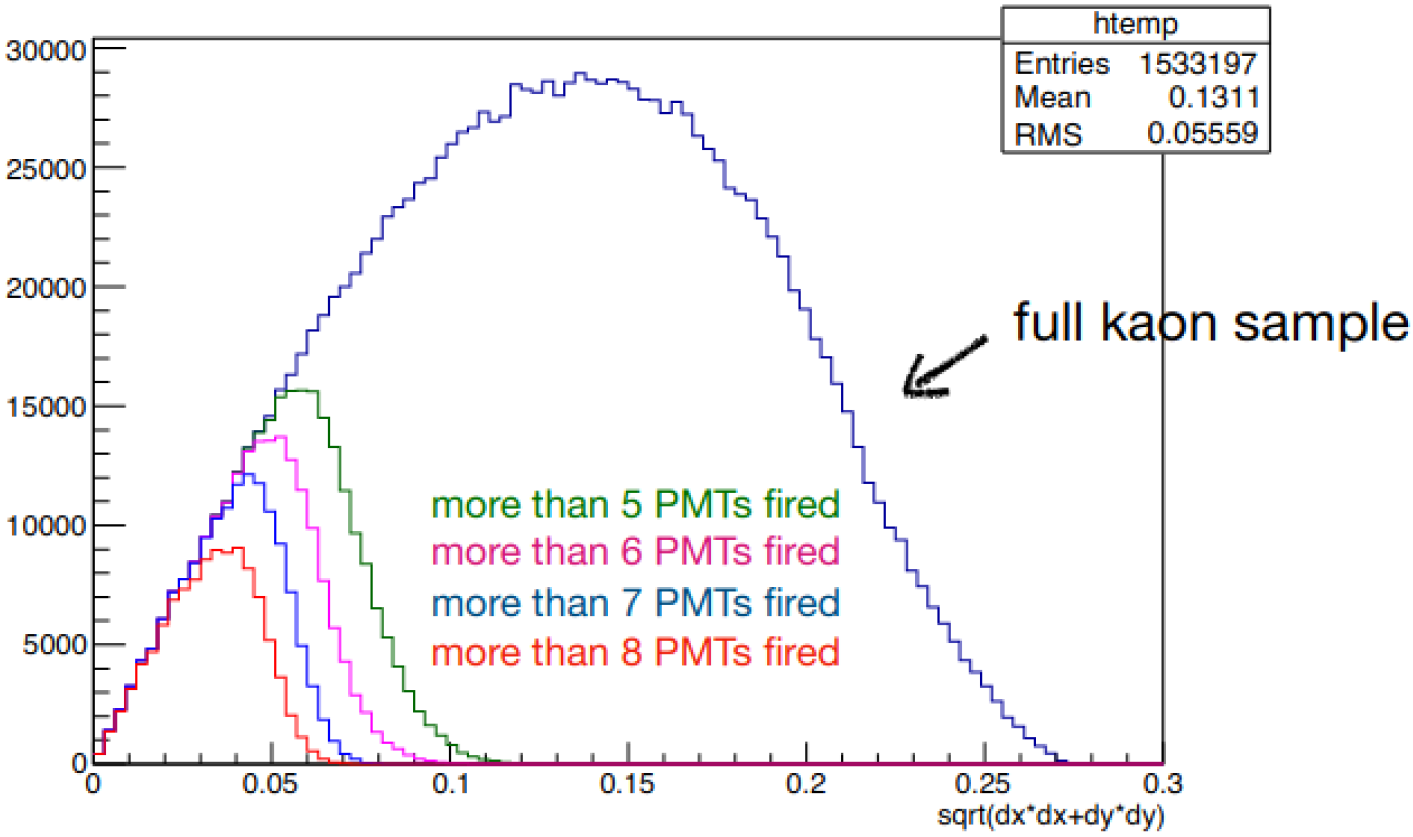 htemp
Entries 1533197
Mean 0.1311
RMS 0.05559
30000
25000
20000
15000
10000
5000
0
full kaon sample
more than 5 PMTs fired
more than 6 PMTs fired
more than 7 PMTs fired
more than 8 PMTs fired
0 0.05 0.1 0.15 0.2 0.25 0.3
sqrt(dx*dx+dy*dy)